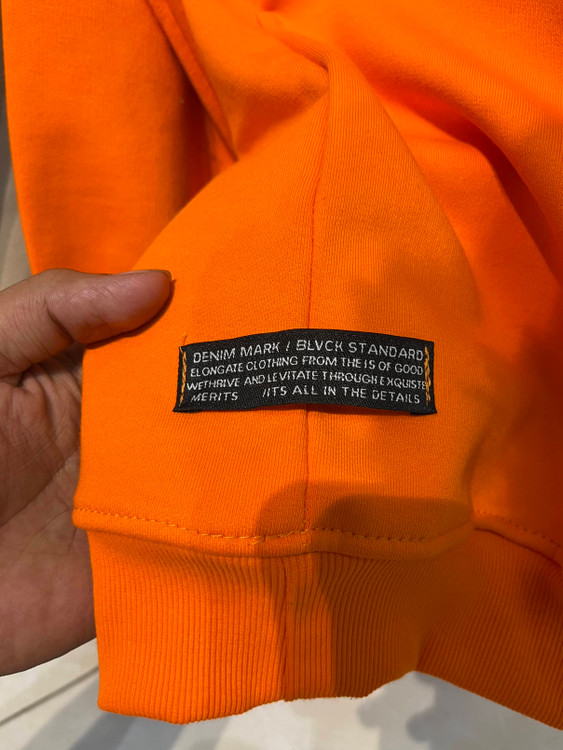 DENIM MARK / BLVCK STANDARD
ELONGATE CLOTHING FROM THE IS OF GOOD
WETHRIVE AND LEVITATE THROUGH EXQUISTE
MERITS //ITS ALL IN THE DETAILS